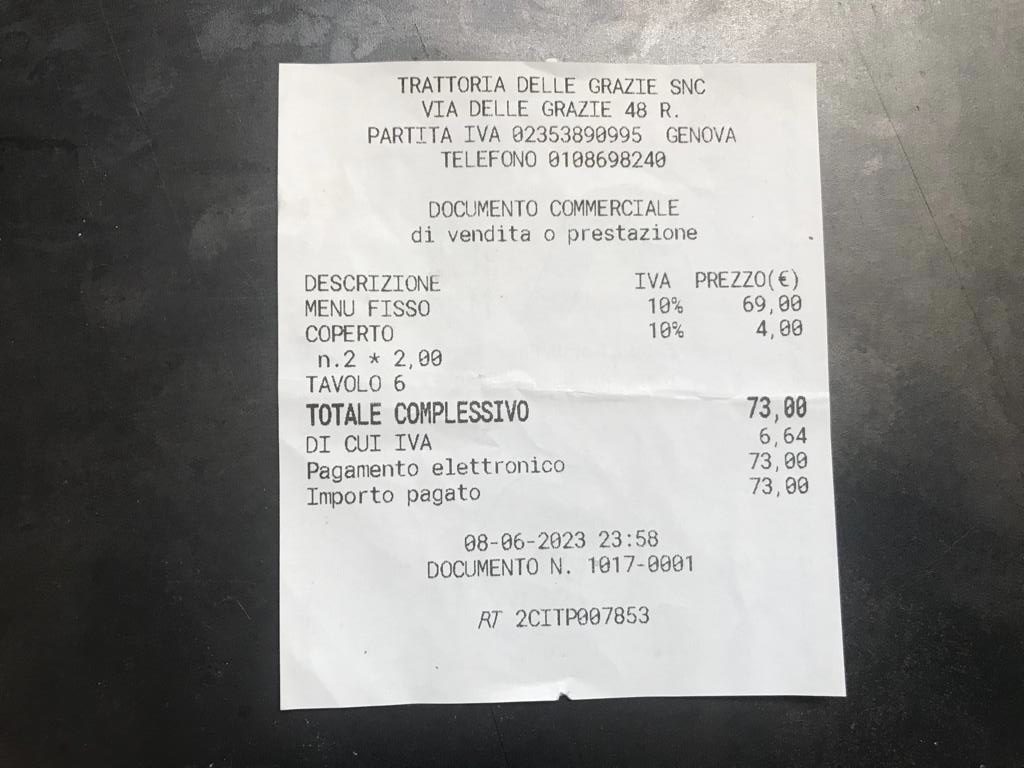 TRATTORIA DELLE GRAZIE SNC
VIA DELLE GRAZIE 48 R.
PARTITA IVA 02353890995 GENOVA
TELEFONO 0108698240
DOCUMENTO COMMERCIALE
di vendita o prestazione
DESCRIZIONE IVA PREZZO(€)
MENU FISSO 10% 69,00
COPERTO 10% 4,00
n.2 * 2,00
TAVOLO 6
TOTALE COMPLESSIVO 73,00
DI CUI IVA 6,64
Pagamento elettronico 73,00
Importo pagato 73,00
08-06-2023 23:58
DOCUMENTO N. 1017-0001
RT 2CITP007853